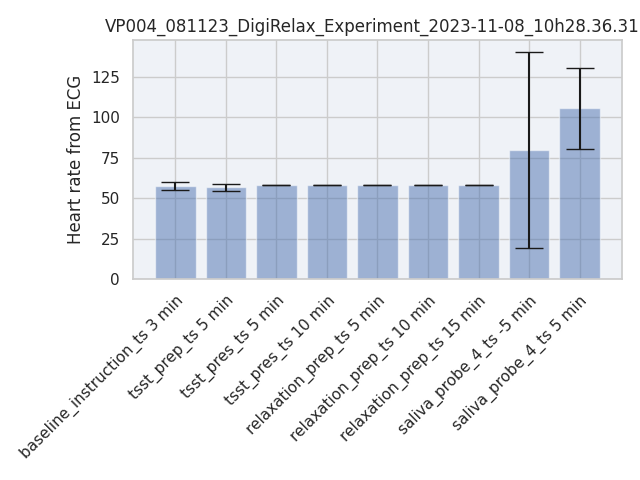 VP004_081123_DigiRelax_Experiment_2023-11-08_10h28.36.31
Heart rate from ECG
125
100
75
50
25
0
baseline_instruction_ts 3 min
tsst_prep_ts 5 min
tsst_pres_ts 5 min
tsst_pres_ts 10 min
relaxation_prep_ts 5 min
relaxation_prep_ts 10 min
relaxation_prep_ts 15 min
saliva_probe_4_ts -5 min
saliva_probe_4_ts 5 min